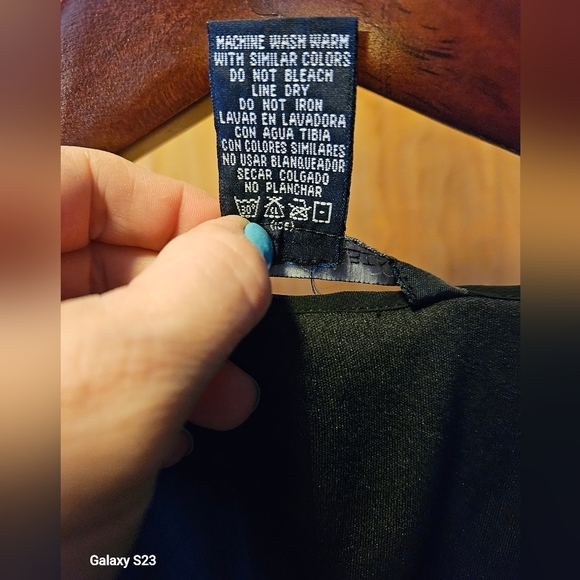 MACHINE WASH WARM
WITH SIMILAR COLORS
DO NOT BLEACH
LINE DRY
DO NOT IRON
LAVAR EN LAVADORA
CON AGUA TIBIA
CON COLORES SIMILARES
NO USAR BLANQUEADOR
SECAR COLGADO
NO PLANCHAR
30°
Galaxy S23